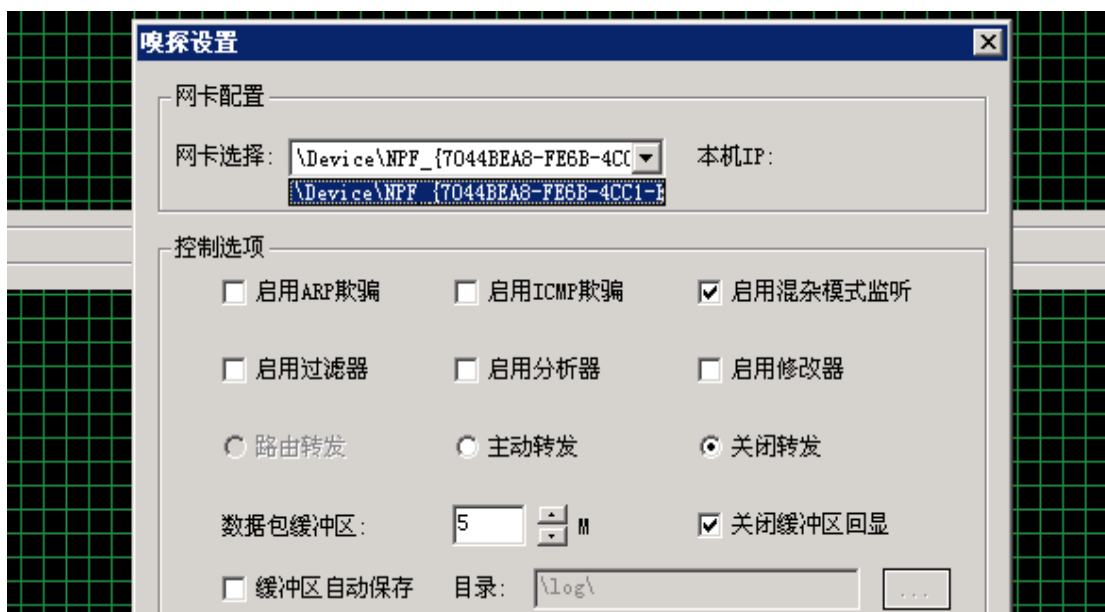 嗅探设置
网卡配置
网卡选择: \Device\NPF_{7044BEA8-FE6B-4C 本机IP:
\Device\NPF_{7044BEA8-FE6B-4CC1-
控制选项
启用ARP欺骗 启用ICMP欺骗 启用混杂模式监听
启用过滤器 启用分析器 启用修改器
路由转发 主动转发 关闭转发
数据包缓冲区: 5 M 关闭缓冲区回显
缓冲区自动保存 目录: \log\ ...